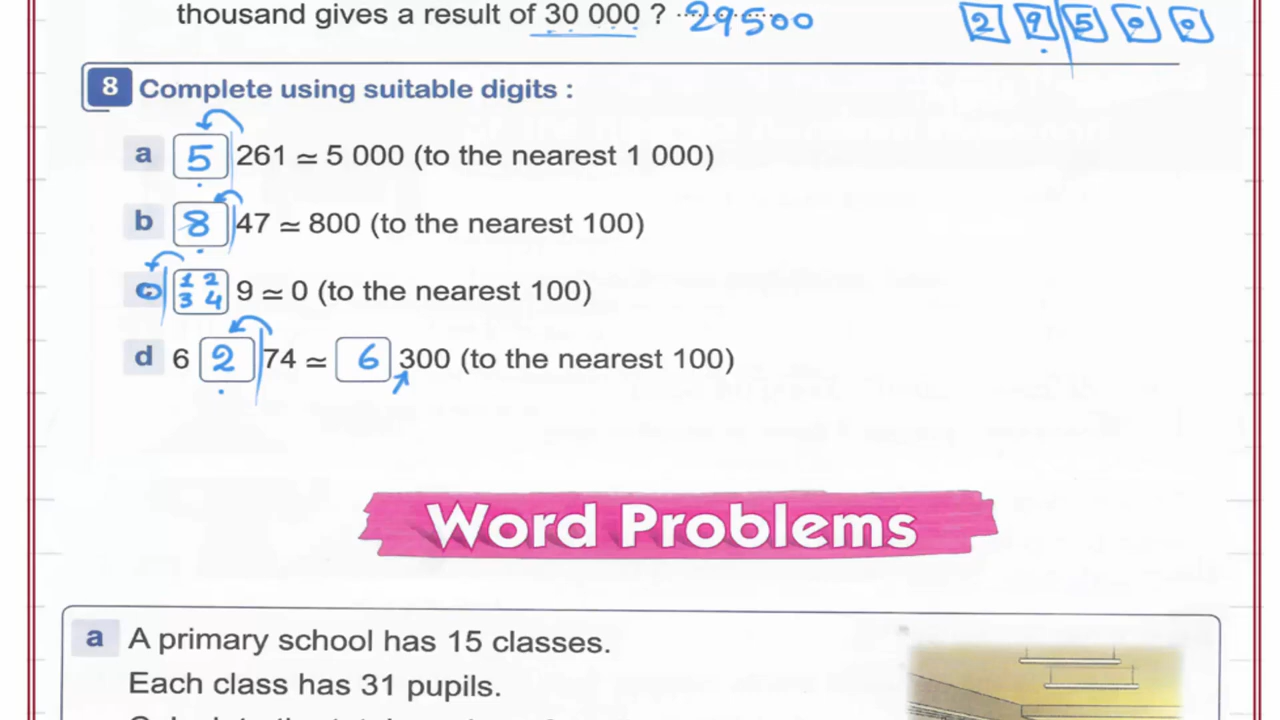 thousand gives a result of 30 000 ? 29500 2 9 5 0 0
8 Complete using suitable digits :
a 5 261 ≃ 5 000 (to the nearest 1 000)
b 8 47 ≃ 800 (to the nearest 100)
1 2 3 4 9 ≃ 0 (to the nearest 100)
d 6 2 74 ≃ 6 300 (to the nearest 100)
Word Problems
a A primary school has 15 classes.
Each class has 31 pupils.